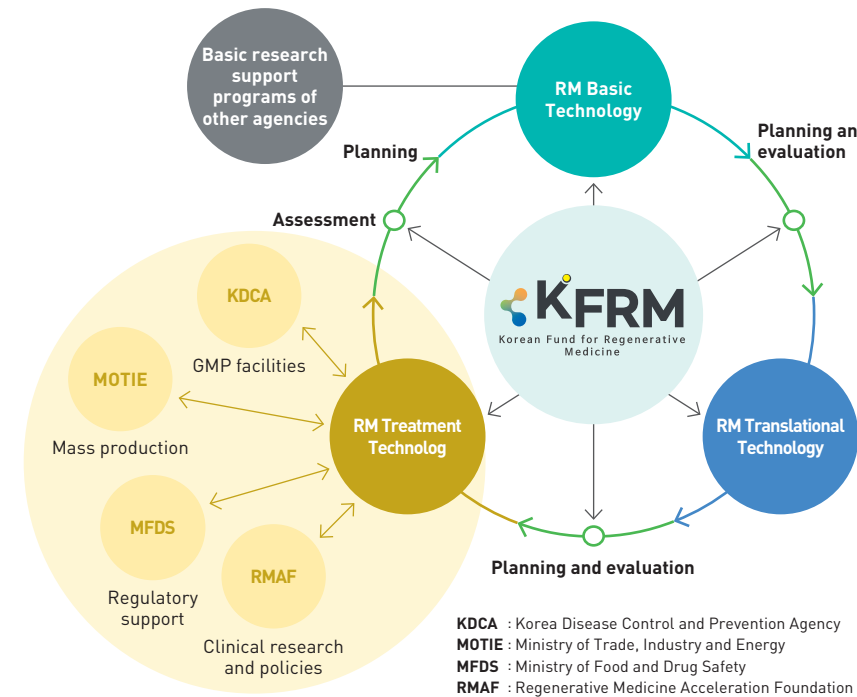 Basic research
support
programs of
other agencies
RM Basic
Technology
Planning an
evaluation
Planning
Assessment
KDCA
GMP facilities
KFRM
Korean Fund for Regenerative
Medicine
MOTIE
Mass production
RM Treatment
Technolog
RM Translational
Technology
MFDS
Regulatory
support
RMAF
Clinical research
and policies
Planning and evaluation
KDCA : Korea Disease Control and Prevention Agency
MOTIE : Ministry of Trade, Industry and Energy
MFDS : Ministry of Food and Drug Safety
RMAF : Regenerative Medicine Acceleration Foundation